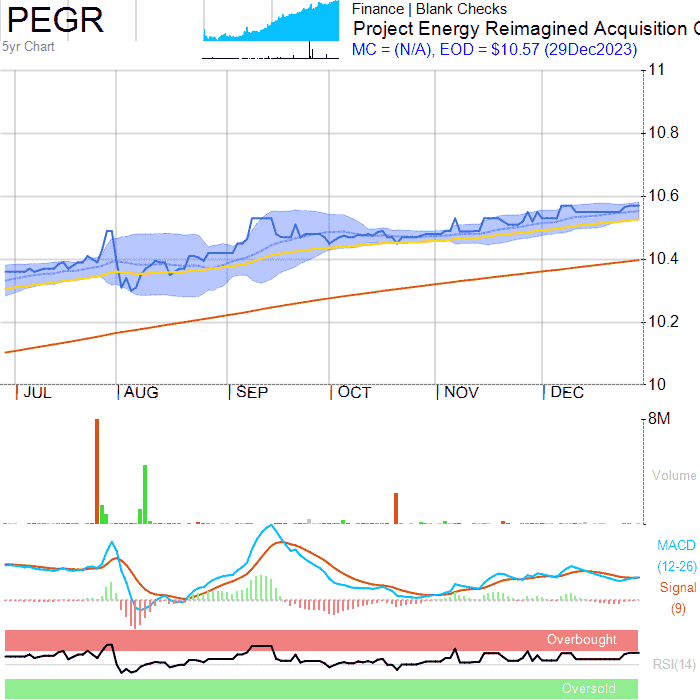 PEGR
5yr Chart
Finance | Blank Checks
Project Energy Reimagined Acquisition C
MC = (N/A), EOD = $10.57 (29Dec2023)
11
10.8
10.6
10.4
10.2
10
JUL AUG SEP OCT NOV DEC
8M
Volume
MACD
(12-26)
Signal
(9)
Overbought
RSI(14)
Oversold